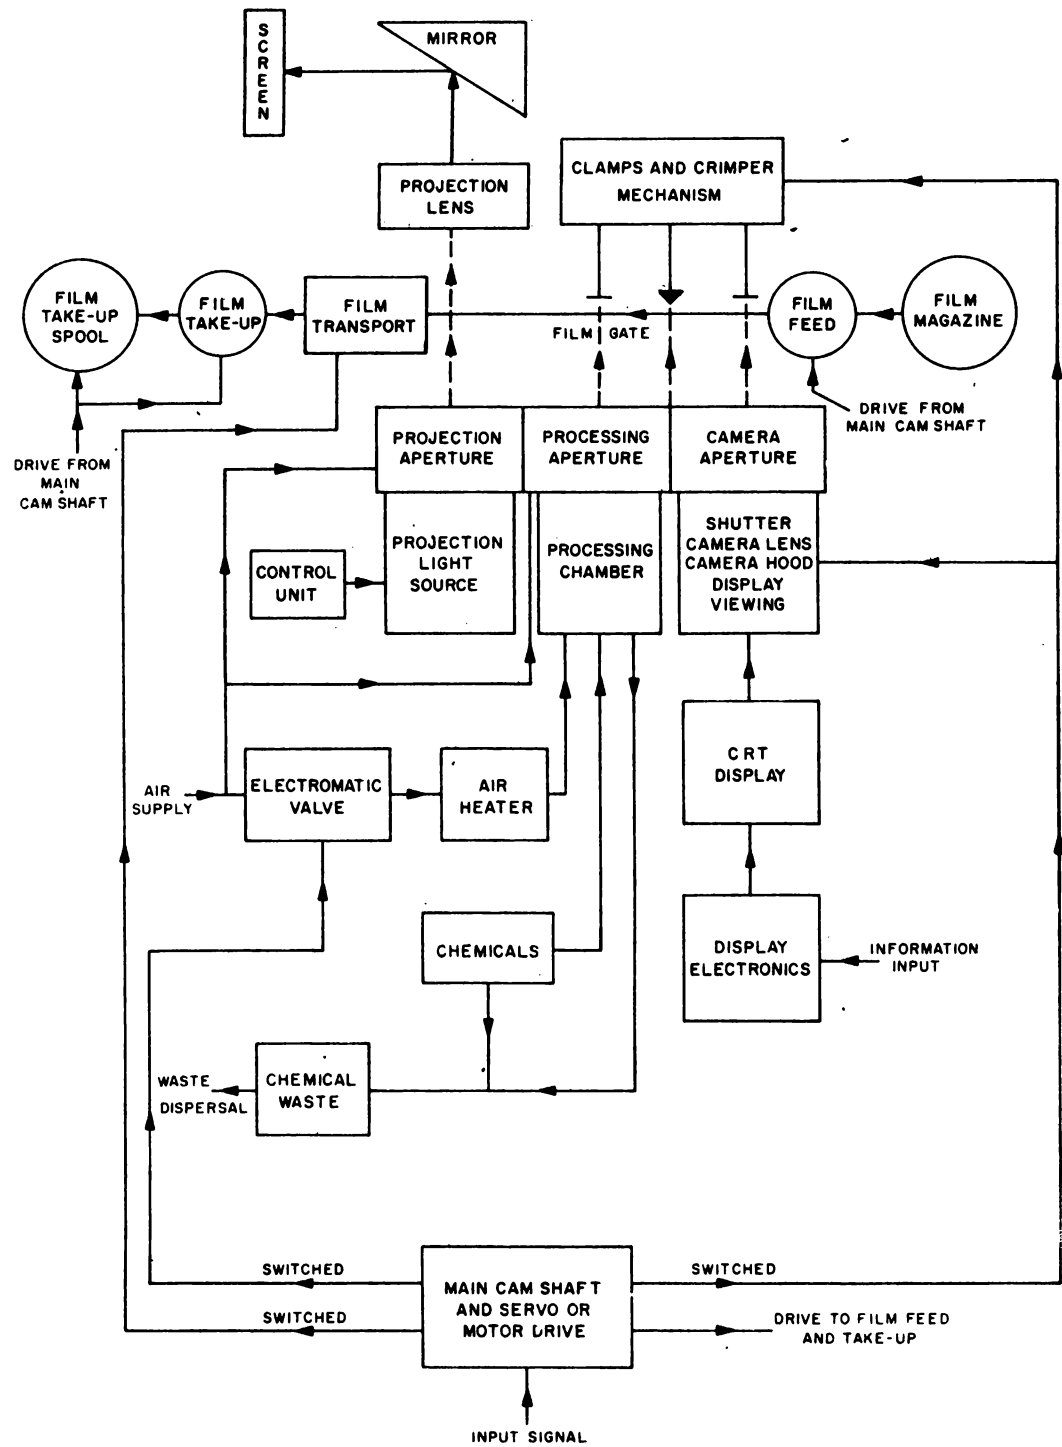 SCREEN
MIRROR
PROJECTION
LENS
CLAMPS AND CRIMPER
MECHANISM
FILM
TAKE-UP
SPOOL
FILM
TAKE-UP
FILM
TRANSPORT
FILM GATE
FILM
FEED
FILM
MAGAZINE
DRIVE FROM
MAIN CAM SHAFT
DRIVE FROM
MAIN
CAM SHAFT
PROJECTION
APERTURE
PROCESSING
APERTURE
CAMERA
APERTURE
CONTROL
UNIT
PROJECTION
LIGHT
SOURCE
PROCESSING
CHAMBER
SHUTTER
CAMERA LENS
CAMERA HOOD
DISPLAY
VIEWING
AIR
SUPPLY
ELECTROMATIC
VALVE
AIR
HEATER
CRT
DISPLAY
CHEMICALS
DISPLAY
ELECTRONICS
INFORMATION
INPUT
WASTE
DISPERSAL
CHEMICAL
WASTE
SWITCHED
SWITCHED
MAIN CAM SHAFT
AND SERVO OR
MOTOR DRIVE
SWITCHED
DRIVE TO FILM FEED
AND TAKE-UP
INPUT SIGNAL